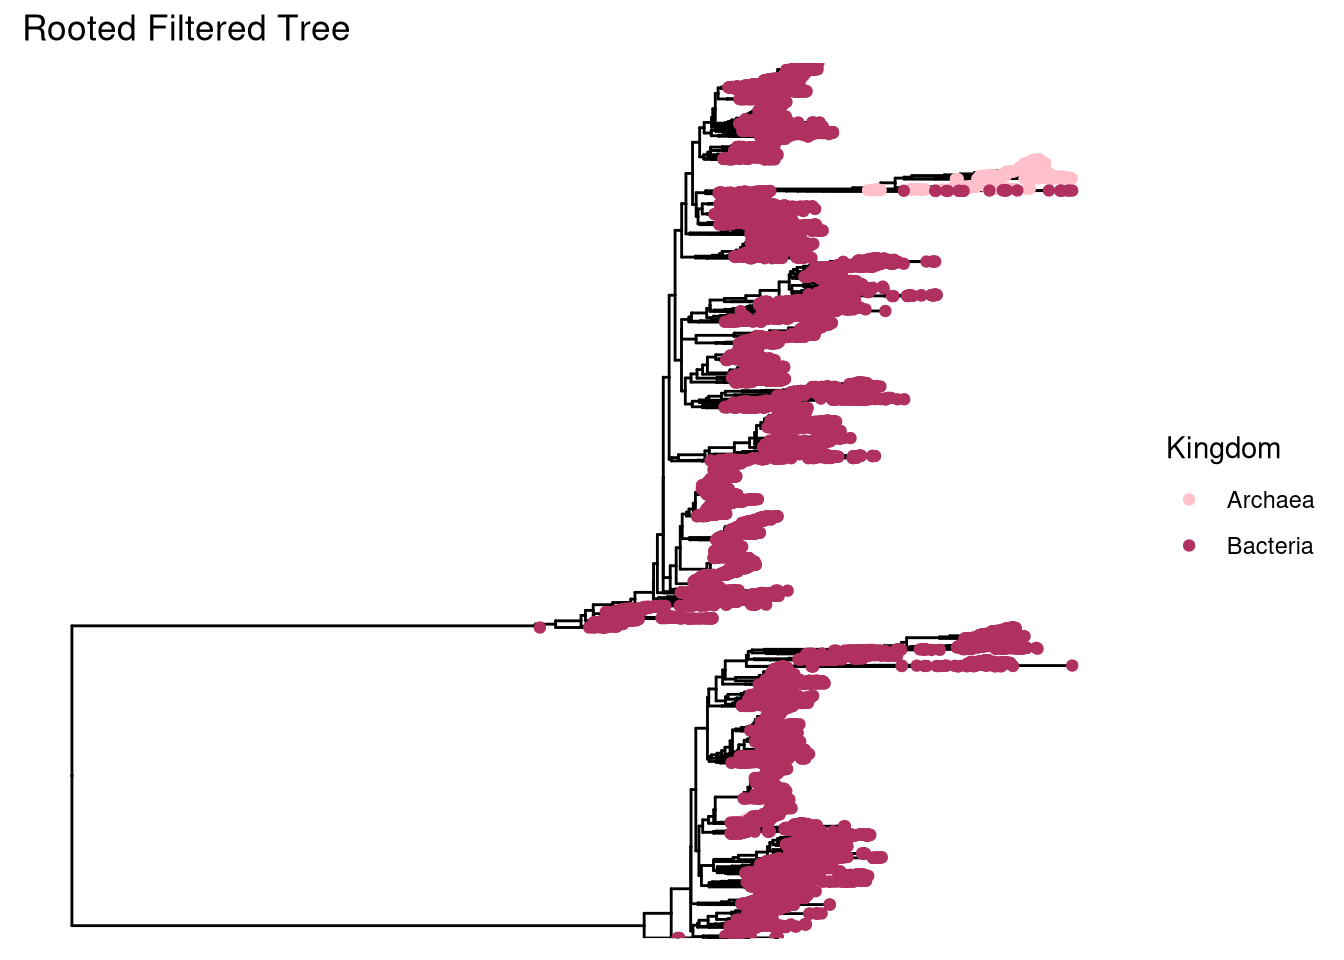 Rooted Filtered Tree
Kingdom
Archaea
Bacteria